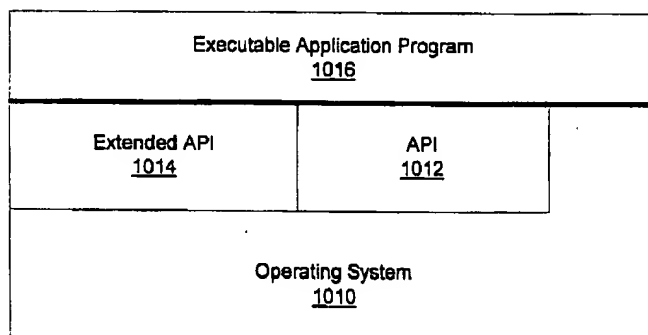 Executable Application Program
1016
Extended API
1014
API
1012
Operating System
1010